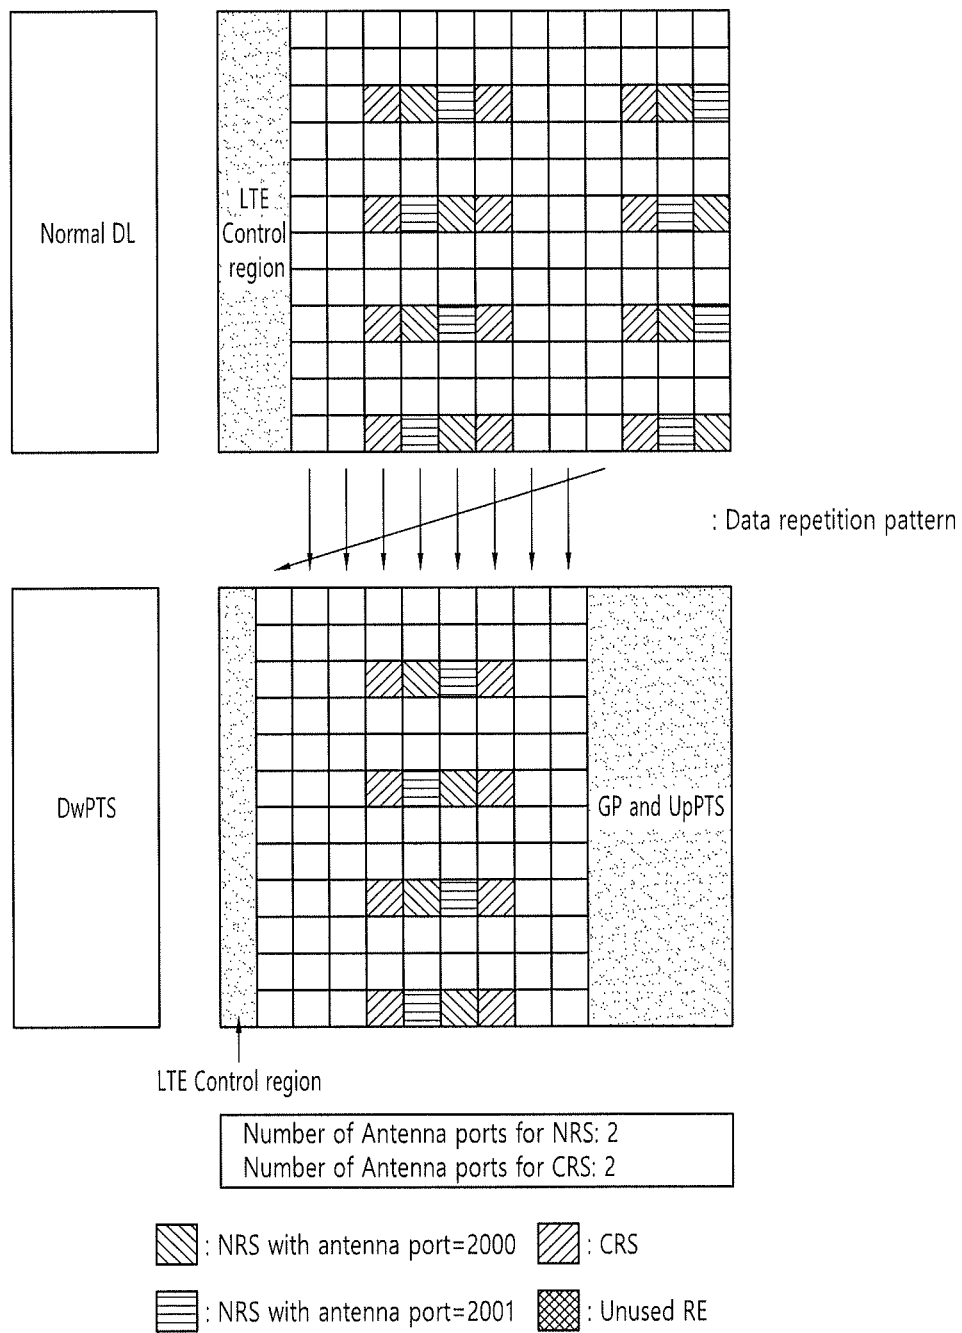 Normal DL
LTE
Control
region
: Data repetition pattern
DwPTS
GP and UpPTS
LTE Control region
Number of Antenna ports for NRS: 2
Number of Antenna ports for CRS: 2
: NRS with antenna port=2000
: CRS
: NRS with antenna port=2001
: Unused RE